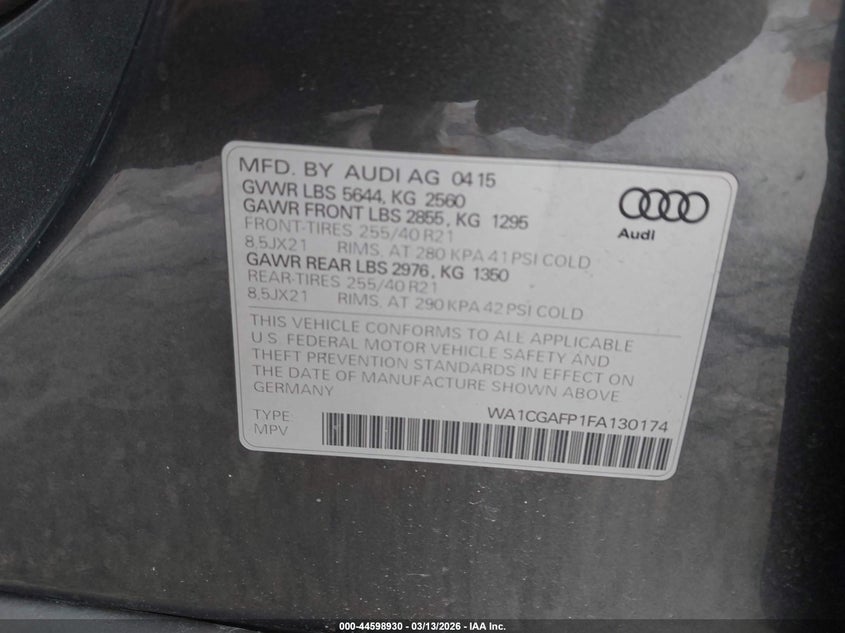 MFD. BY AUDI AG 04 15
GVWR LBS 5644, KG 2560
GAWR FRONT LBS 2855, KG 1295
FRONT-TIRES 255/40 R21
8,5JX21 RIMS, AT 280 KPA 41 PSI COLD
GAWR REAR LBS 2976, KG 1350
REAR-TIRES 255/40 R21
8,5JX21 RIMS, AT 290 KPA 42 PSI COLD
Audi
THIS VEHICLE CONFORMS TO ALL APPLICABLE
U.S. FEDERAL MOTOR VEHICLE SAFETY AND
THEFT PREVENTION STANDARDS IN EFFECT ON
THE DATE OF MANUFACTURE SHOWN ABOVE.
GERMANY
TYPE: WA1CGAFP1FA130174
MPV
000-44598930 - 03/13/2026 - IAA Inc.